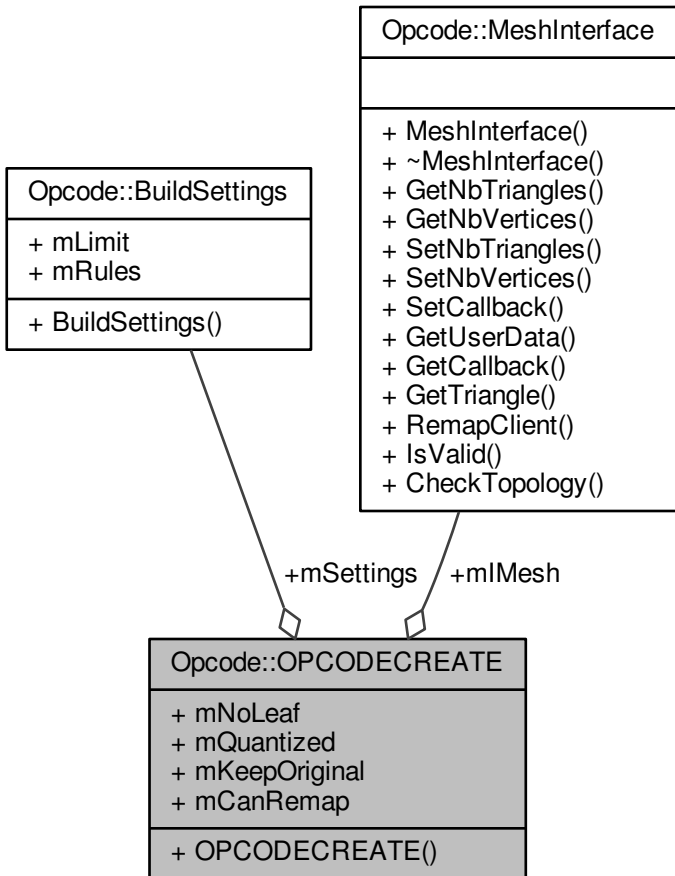 Opcode::MeshInterface
+ MeshInterface()
+ ~MeshInterface()
+ GetNbTriangles()
+ GetNbVertices()
+ SetNbTriangles()
+ SetNbVertices()
+ SetCallback()
+ GetUserData()
+ GetCallback()
+ GetTriangle()
+ RemapClient()
+ IsValid()
+ CheckTopology()
Opcode::BuildSettings
+ mLimit
+ mRules
+ BuildSettings()
+mSettings
+mIMesh
Opcode::OPCODECREATE
+ mNoLeaf
+ mQuantized
+ mKeepOriginal
+ mCanRemap
+ OPCODECREATE()